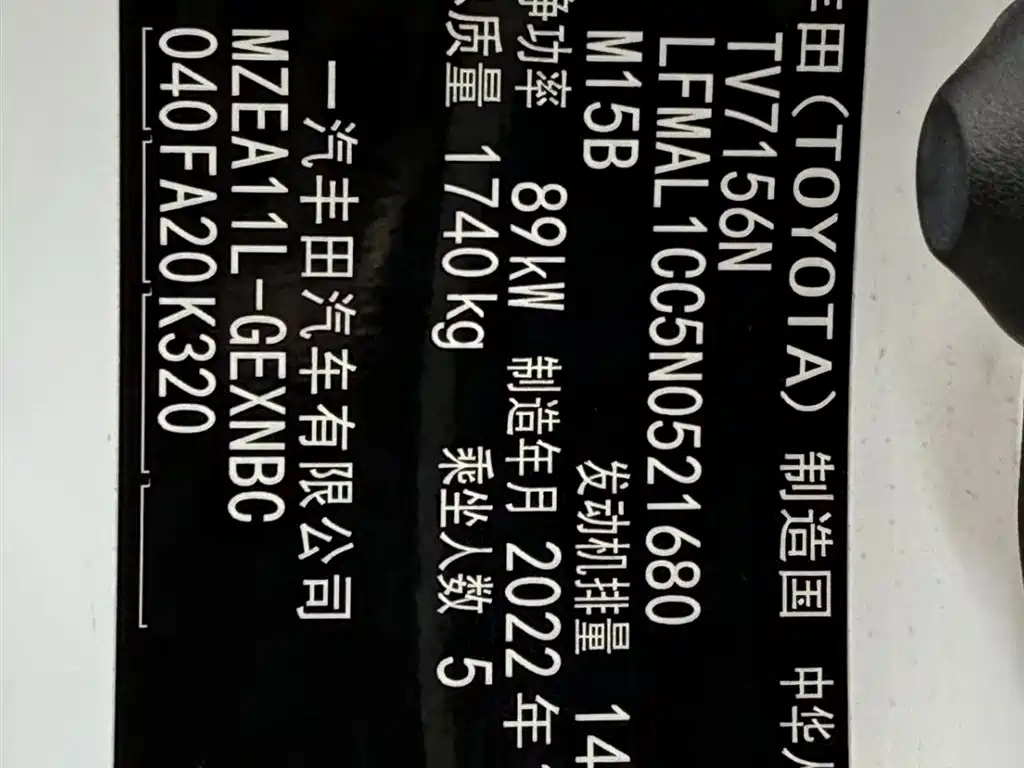 丰田(TOYOTA) 制造国 中华人
TV7156N
LFMAL1CC5N0521680
M15B 发动机排量 14
净功率 89kW 制造年月 2022年
质量 1740kg 乘坐人数 5
一汽丰田汽车有限公司
MZEA11L-GEXNBC
040FA20K320